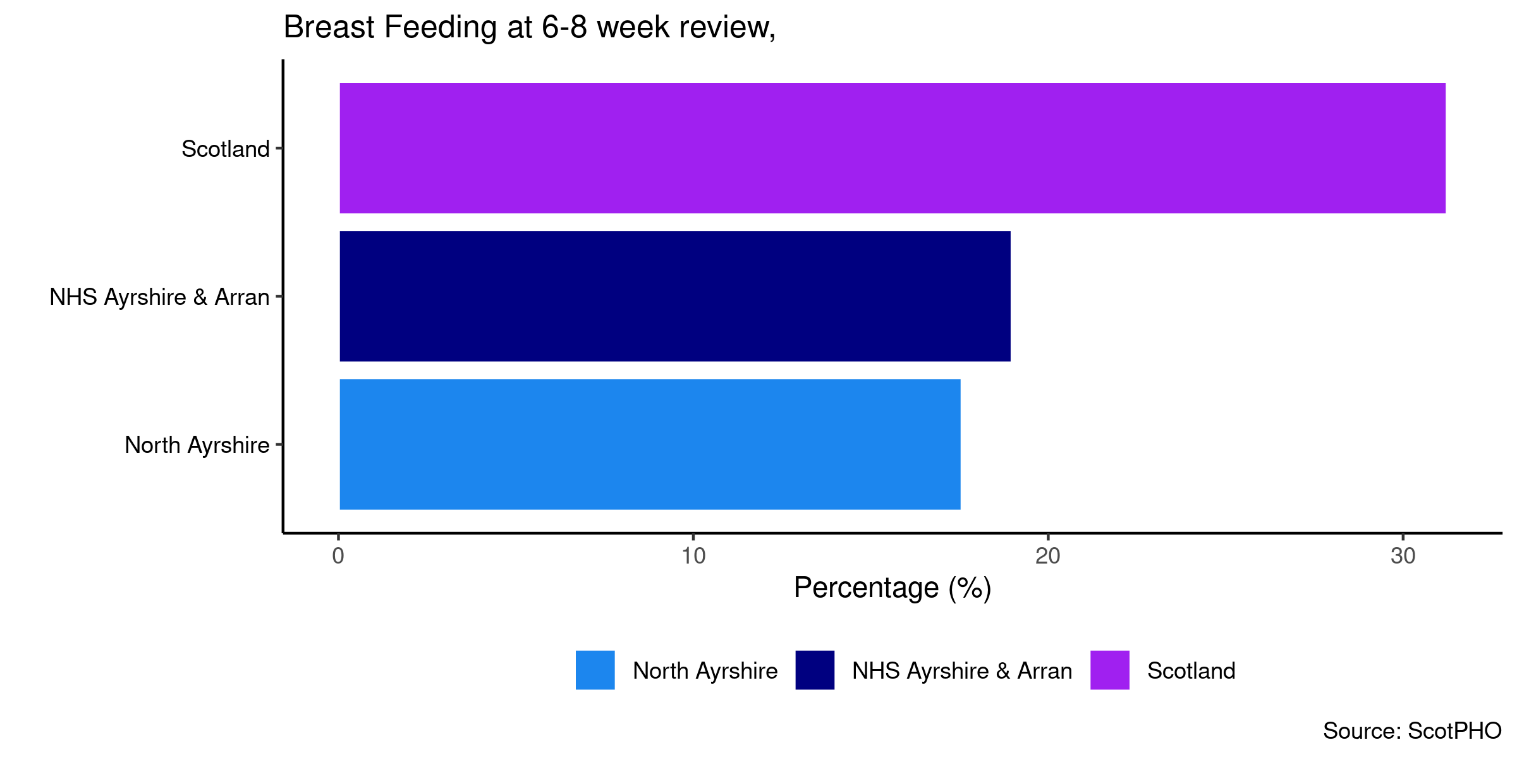 Breast Feeding at 6-8 week review,
Scotland
NHS Ayrshire & Arran
North Ayrshire
0 10 20 30
Percentage (%)
North Ayrshire NHS Ayrshire & Arran Scotland
Source: ScotPHO